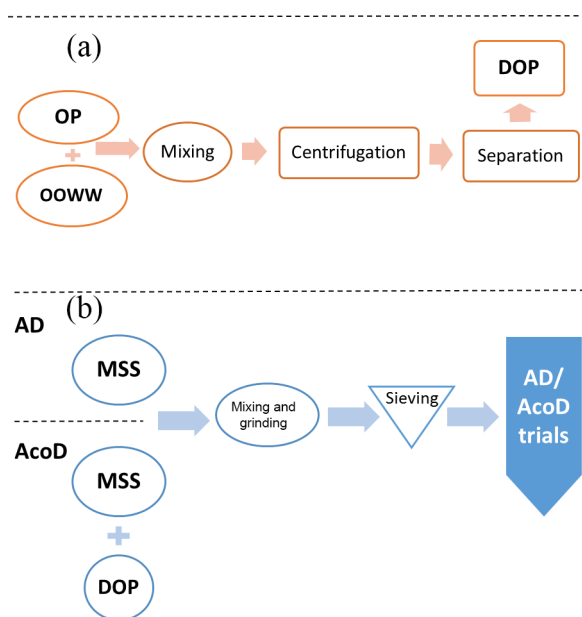 (a)
OP
+
OOWW
Mixing
Centrifugation
Separation
DOP
(b)
AD
MSS
AcoD
MSS
+
DOP
Mixing and
grinding
Sieving
AD/
AcoD
trials